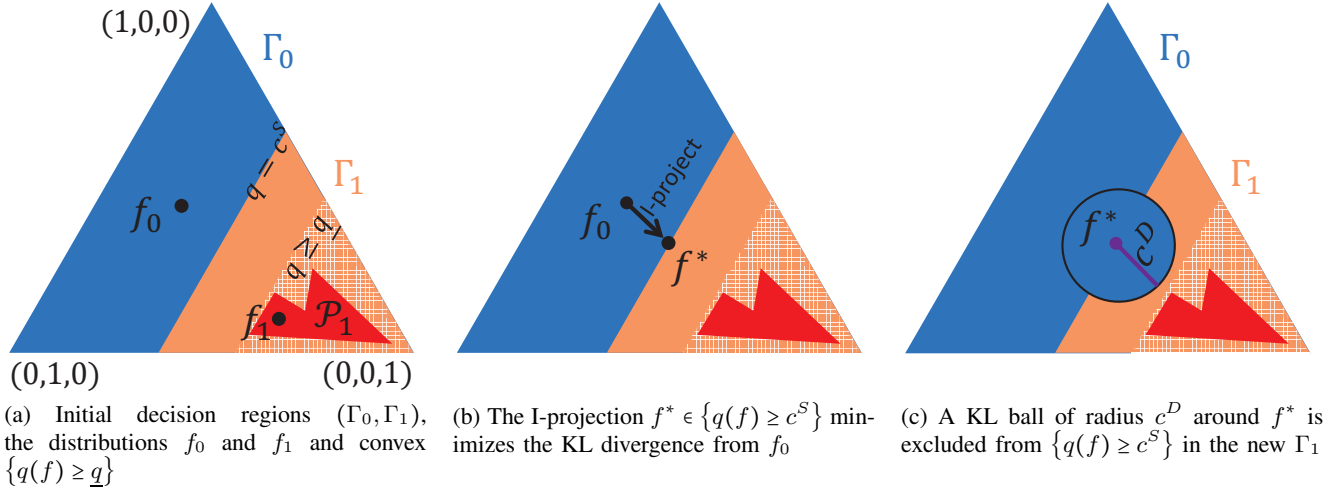 (1,0,0)
Γ₀
q = c^S
Γ₁
f₀
q ≥ q̲
f₁
𝒫₁
(0,1,0)
(0,0,1)
(a) Initial decision regions (Γ₀, Γ₁),
the distributions f₀ and f₁ and convex
{q(f) ≥ q̲}
I-project
f₀
f*
(b) The I-projection f* ϵ {q(f) ≥ c^S} min-
imizes the KL divergence from f₀
Γ₀
Γ₁
f*
c^D
(c) A KL ball of radius c^D around f* is
excluded from {q(f) ≥ c^S} in the new Γ₁